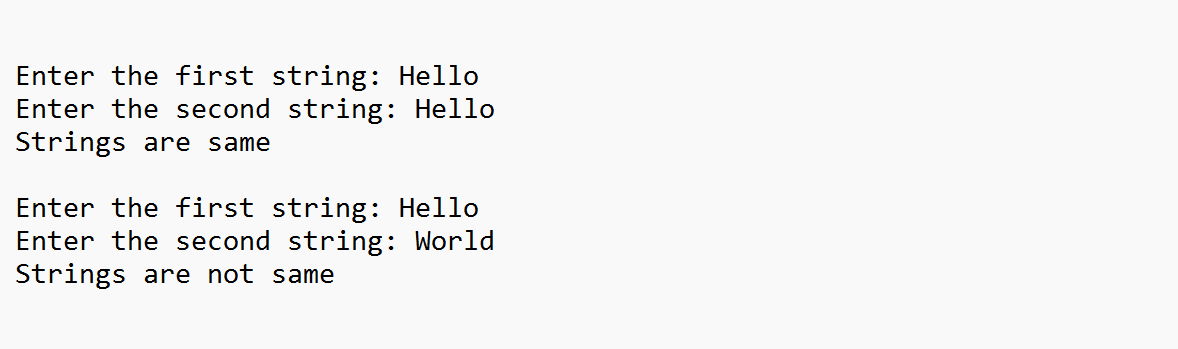 Enter the first string: Hello
Enter the second string: Hello
Strings are same
Enter the first string: Hello
Enter the second string: World
Strings are not same